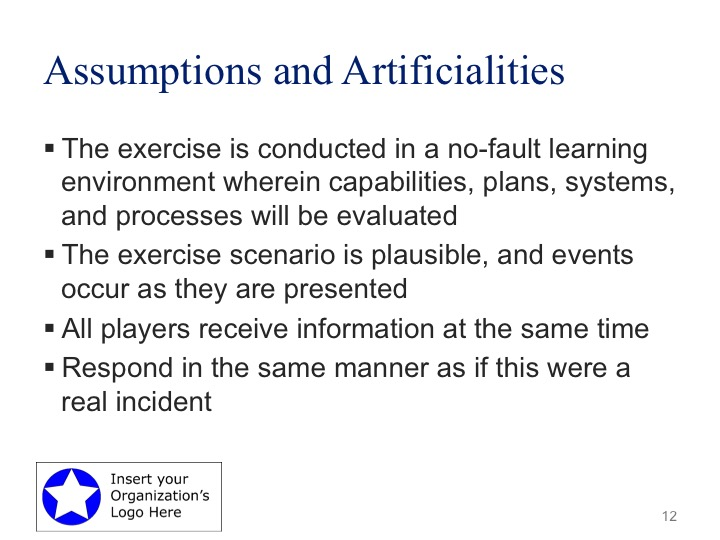 Assumptions and Artificialities
▪ The exercise is conducted in a no-fault learning
environment wherein capabilities, plans, systems,
and processes will be evaluated
▪ The exercise scenario is plausible, and events
occur as they are presented
▪ All players receive information at the same time
▪ Respond in the same manner as if this were a
real incident
Insert your
Organization's
Logo Here
12